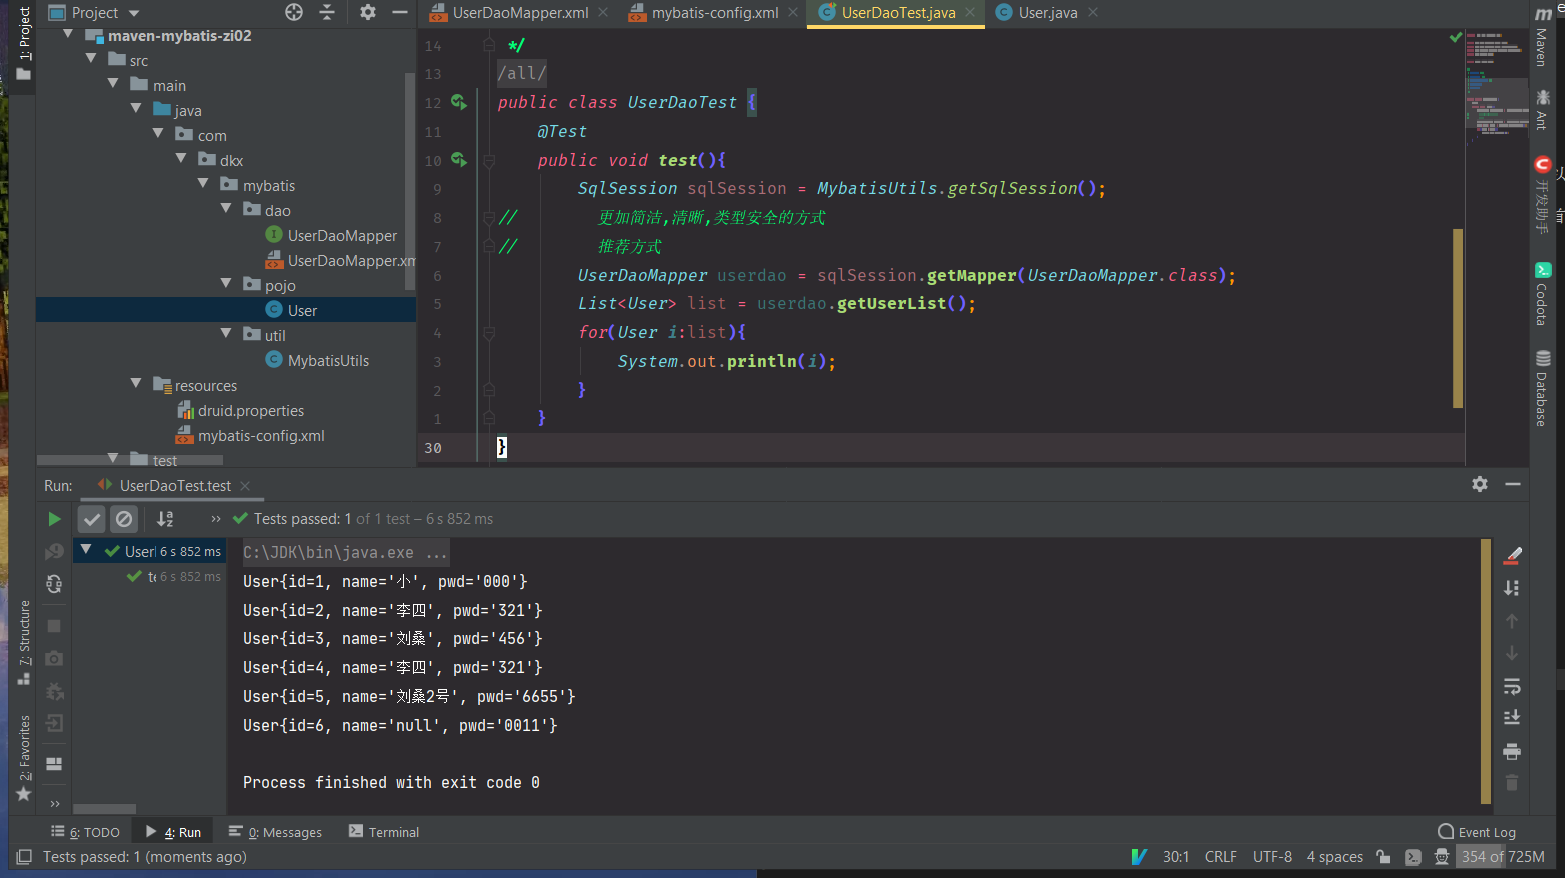 Project
UserDaoMapper.xml
mybatis-config.xml
UserDaoTest.java
User.java
1: Project
maven-mybatis-zi02
src
main
java
com
dkx
mybatis
dao
UserDaoMapper
UserDaoMapper.xm
pojo
User
util
MybatisUtils
resources
druid.properties
mybatis-config.xml
test
14 */
13 /all/
12 public class UserDaoTest {
11 @Test
10 public void test(){
9 SqlSession sqlSession = MybatisUtils.getSqlSession();
8 // 更加简洁,清晰,类型安全的方式
7 // 推荐方式
6 UserDaoMapper userdao = sqlSession.getMapper(UserDaoMapper.class);
5 List<User> list = userdao.getUserList();
4 for(User i:list){
3 System.out.println(i);
2 }
1 }
30 }
Maven
Ant
开发助手
Codota
Database
Run:
UserDaoTest.test
Tests passed: 1 of 1 test – 6 s 852 ms
Userl 6 s 852 ms
te 6 s 852 ms
C:\JDK\bin\java.exe ...
User{id=1, name='小', pwd='000'}
User{id=2, name='李四', pwd='321'}
User{id=3, name='刘桑', pwd='456'}
User{id=4, name='李四', pwd='321'}
User{id=5, name='刘桑2号', pwd='6655'}
User{id=6, name='null', pwd='0011'}
Process finished with exit code 0
7: Structure
2: Favorites
6: TODO
4: Run
0: Messages
Terminal
Event Log
Tests passed: 1 (moments ago)
30:1
CRLF
UTF-8
4 spaces
354 of 725M